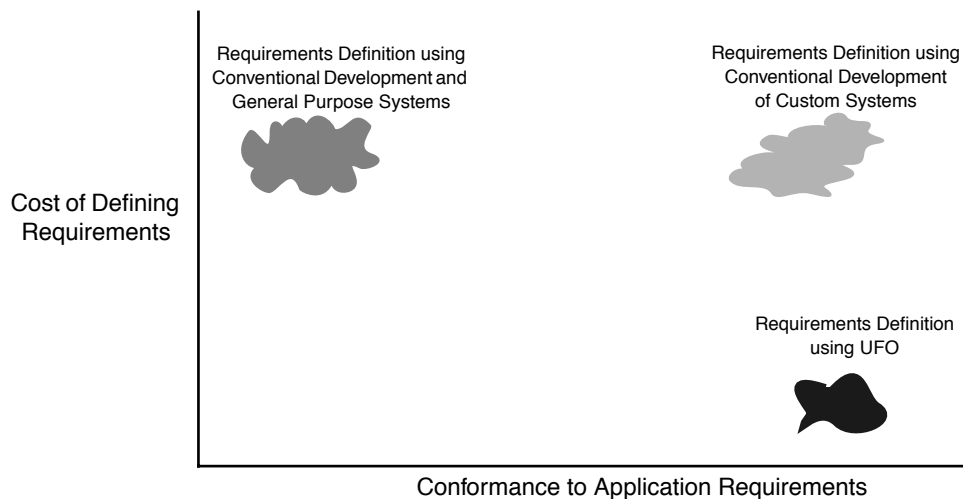 Requirements Definition using
Conventional Development and
General Purpose Systems
Requirements Definition using
Conventional Development
of Custom Systems
Cost of Defining
Requirements
Requirements Definition
using UFO
Conformance to Application Requirements